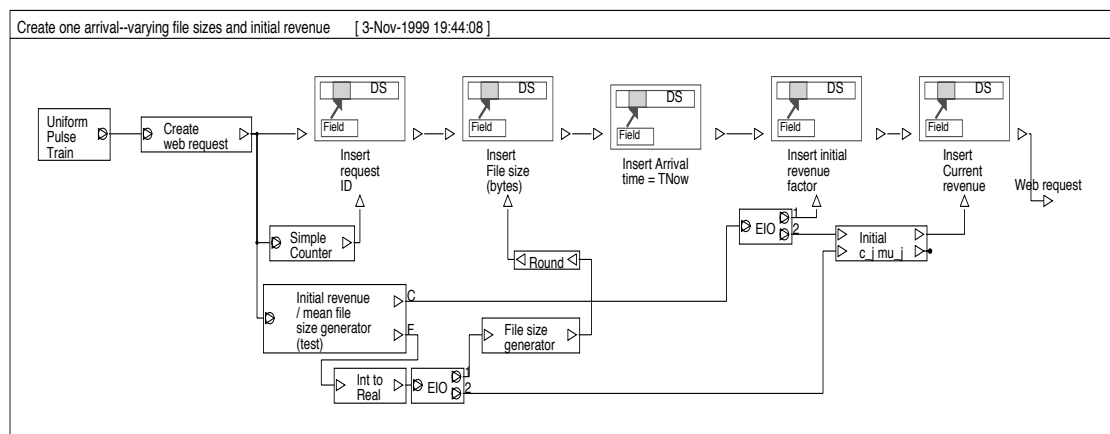 Create one arrival--varying file sizes and initial revenue [ 3-Nov-1999 19:44:08 ]
DS
DS
DS
DS
DS
Field
Field
Field
Field
Field
Uniform
Pulse
Train
Create
web request
Insert
request
ID
Insert
File size
(bytes)
Insert Arrival
time = TNow
Insert initial
revenue
factor
Insert
Current
revenue
Web request
Simple
Counter
EIO
1
2
Initial
c_j mu_j
Round
Initial revenue
/ mean file
size generator
(test)
C
F
File size
generator
Int to
Real
EIO
1
2